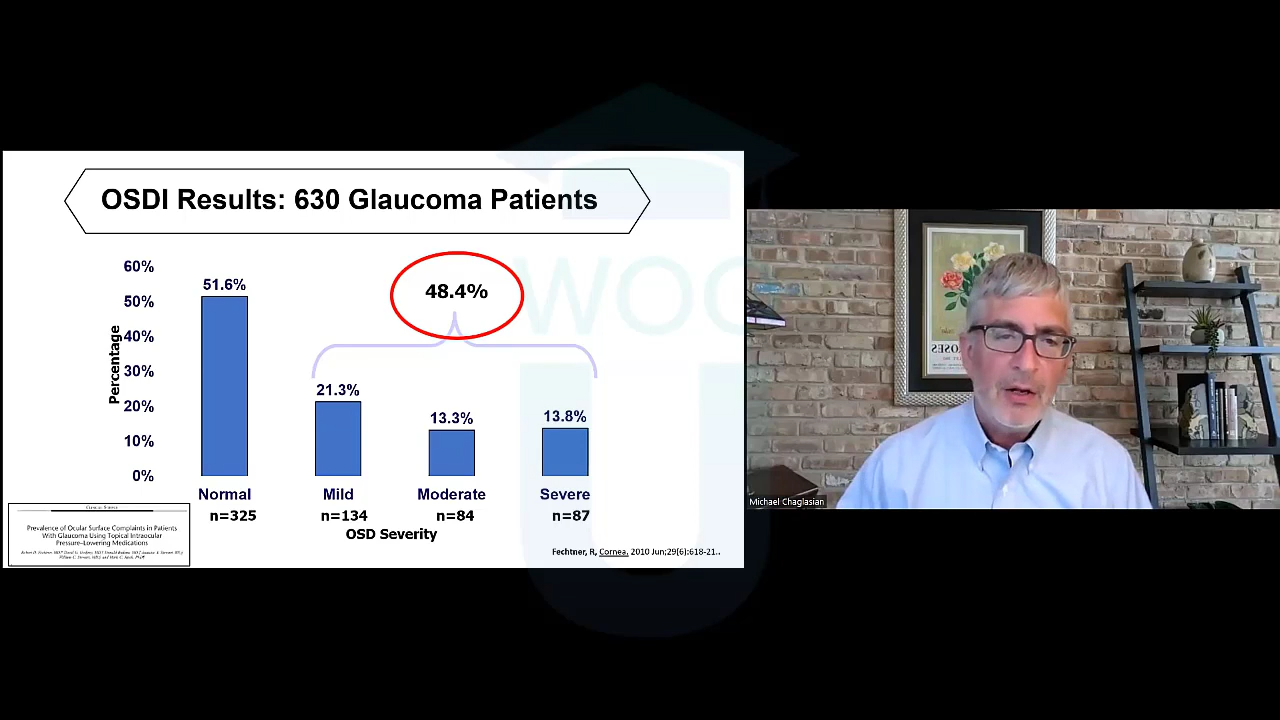 OSDI Results: 630 Glaucoma Patients
60%
50%
40%
30%
20%
10%
0%
Percentage
51.6%
21.3%
13.3%
13.8%
48.4%
Normal
Mild
Moderate
Severe
n=325
n=134
n=84
n=87
OSD Severity
Prevalence of Ocular Surface Complaints in Patients
With Glaucoma Using Topical Intraocular
Pressure–Lowering Medications
Fechtner, R, Cornea. 2010 Jun;29(6):618-21..
WOO
U
Michael Chaglasian